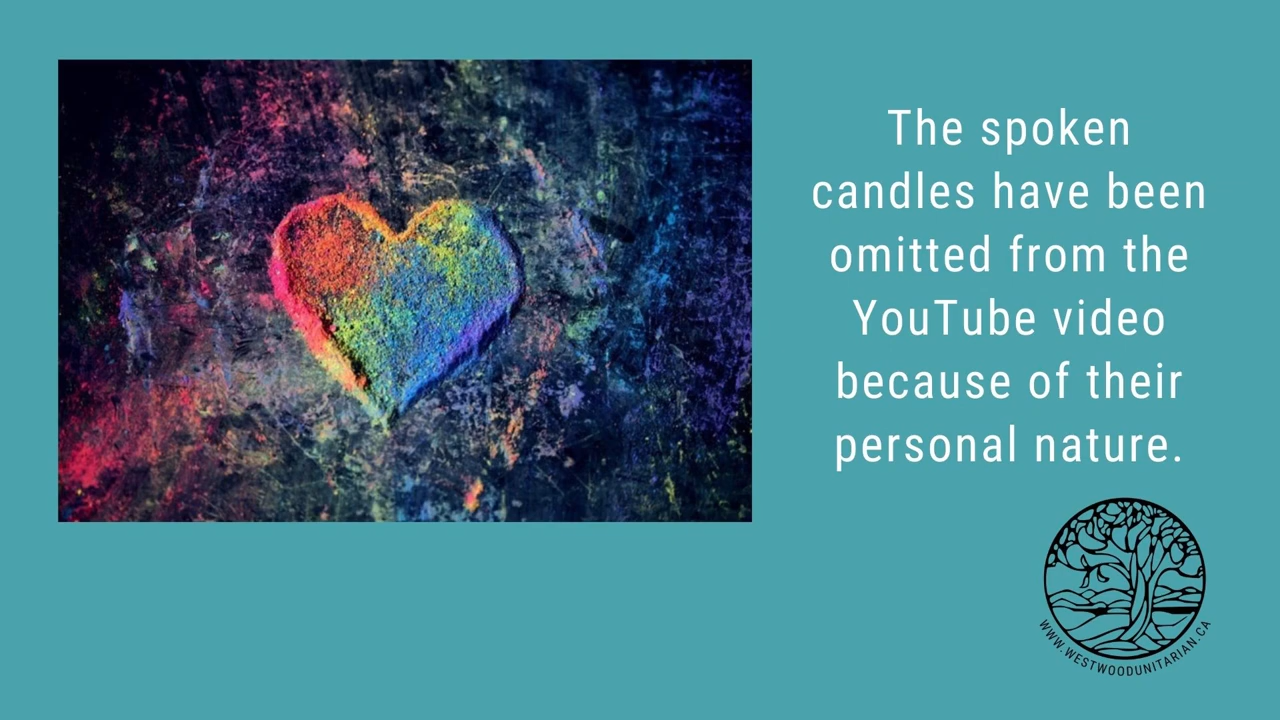 The spoken
candles have been
omitted from the
YouTube video
because of their
personal nature.
WWW.WESTWOODUNITARIAN.CA